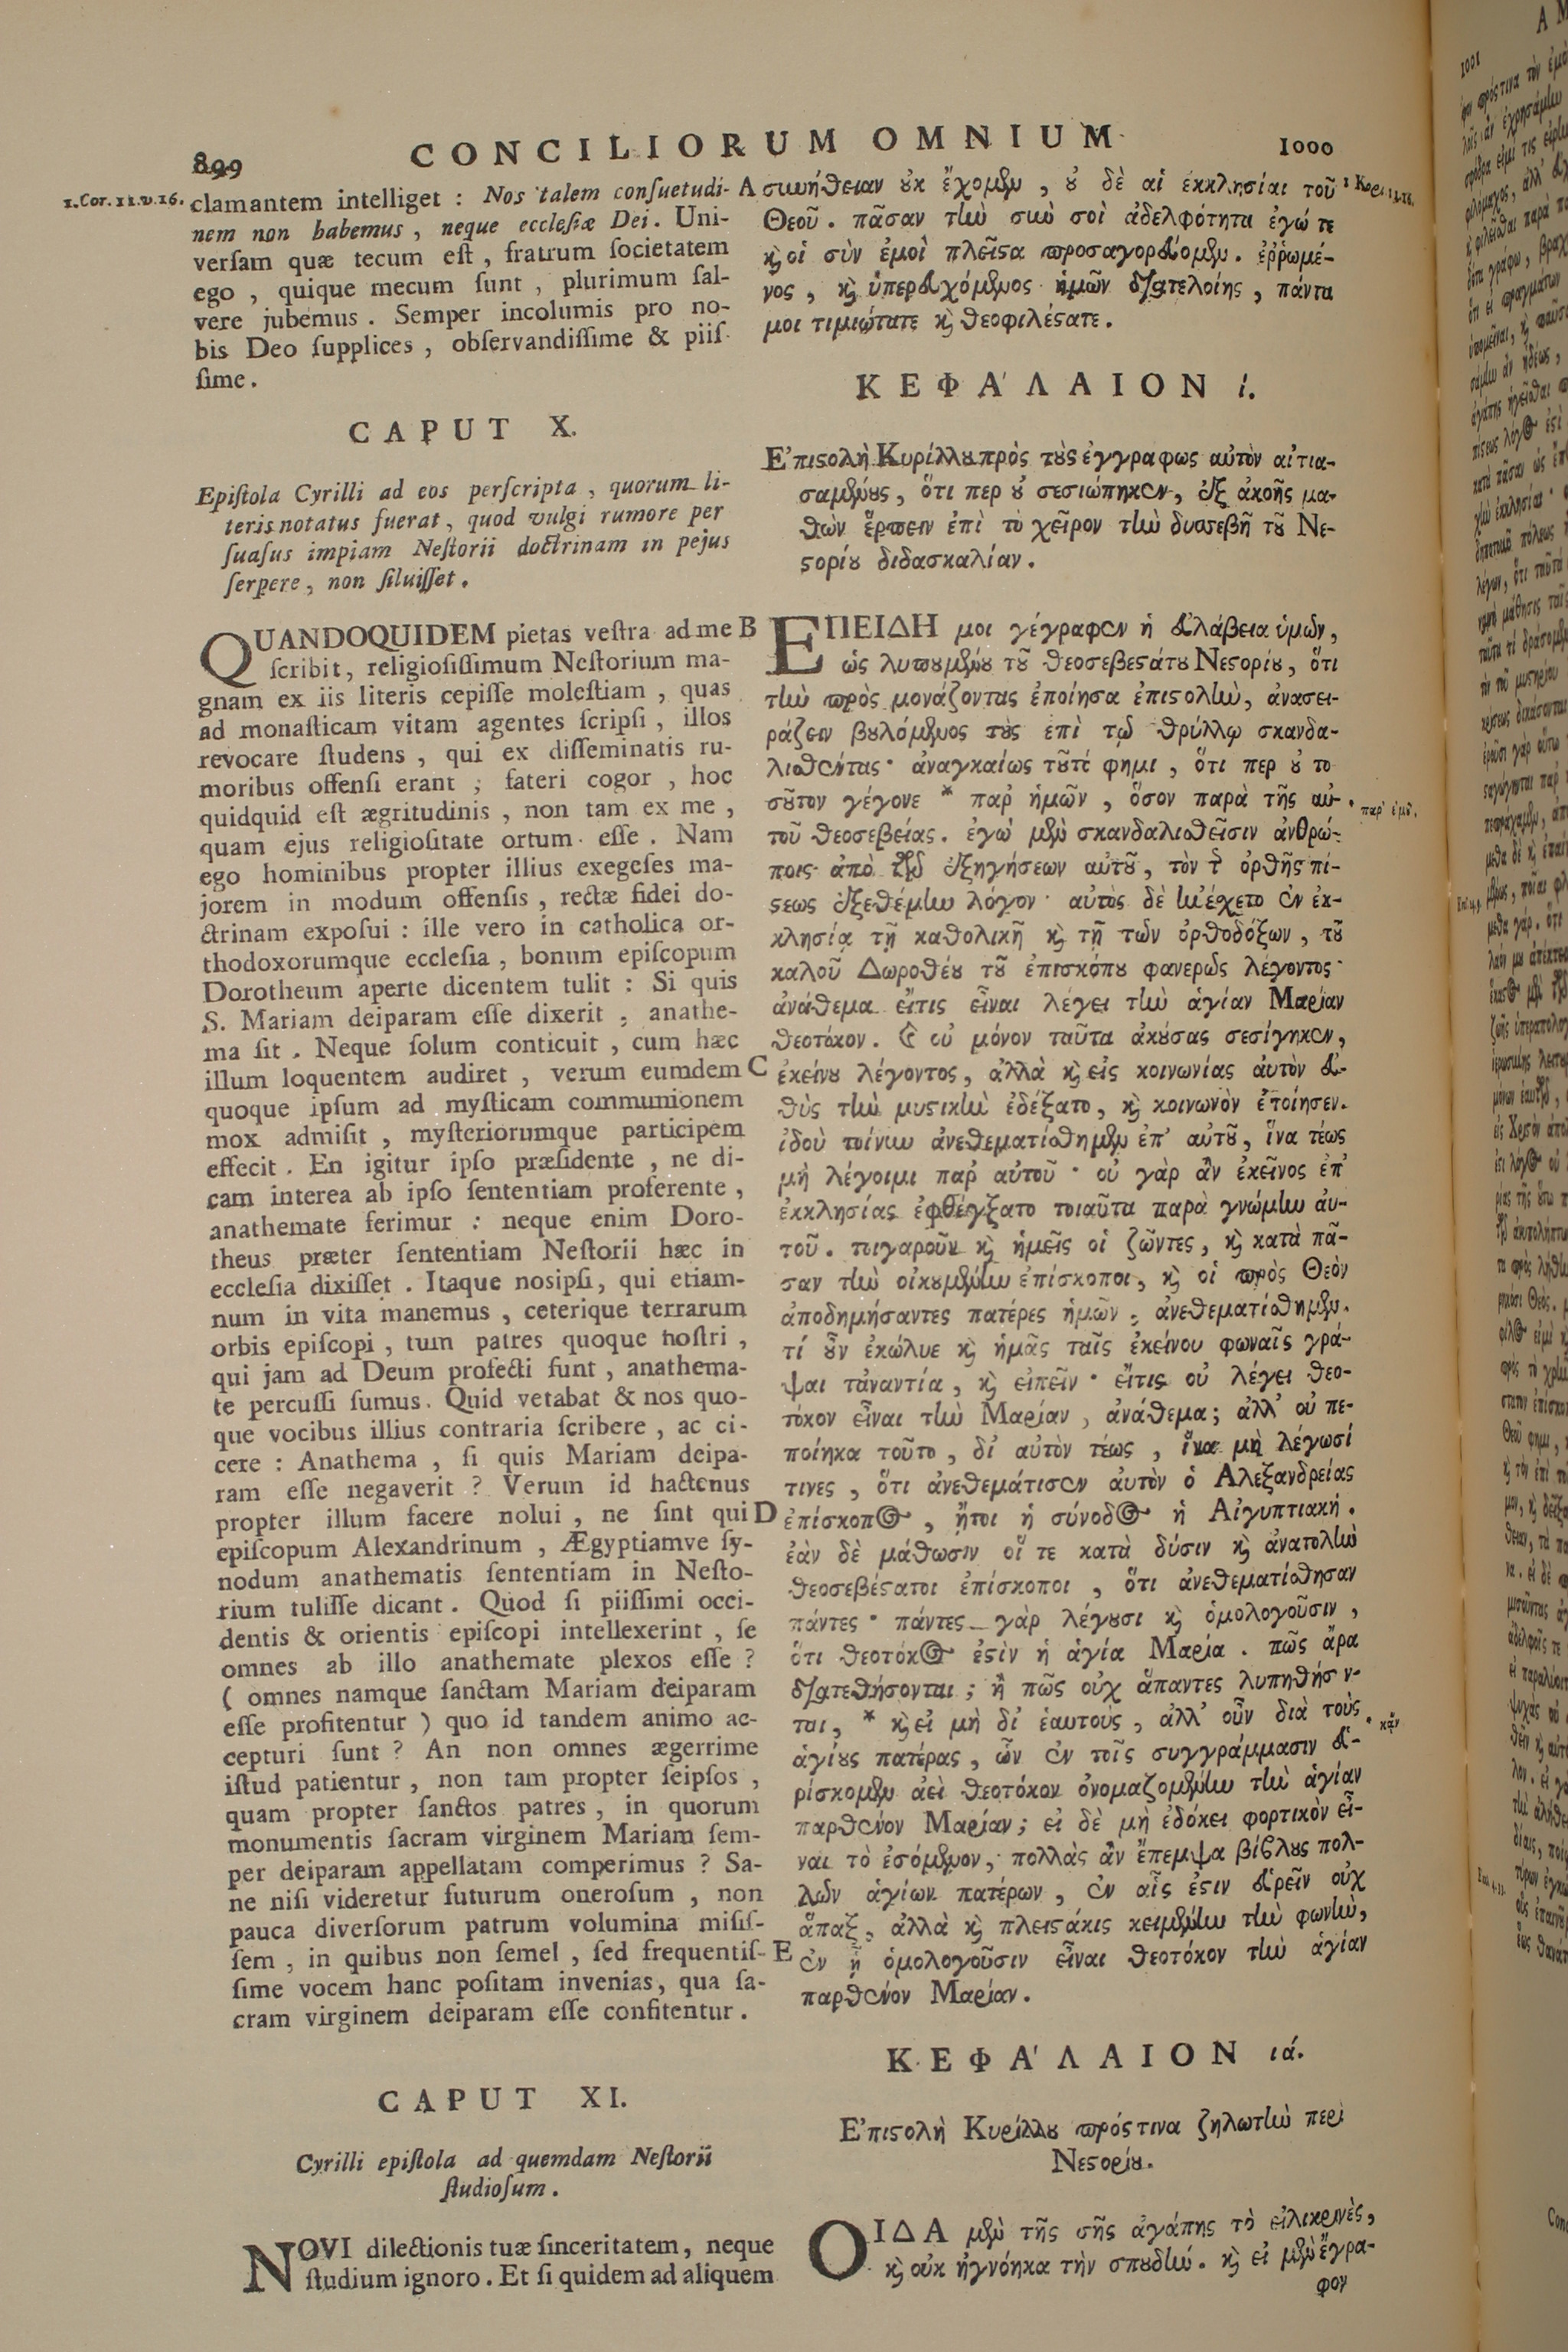 899
CONCILIORUM OMNIUM
1000
1. Cor. 11. v. 16.
clamantem intelliget : Nos talem conſuetudi-
nem non habemus , neque eccleſiæ Dei . Uni-
verſam quæ tecum eſt , fratrum ſocietatem
ego , quique mecum ſunt , plurimum ſal-
vere jubemus . Semper incolumis pro no-
bis Deo ſupplices , obſervandiſſime & piiſ-
ſime .
CAPUT X.
Epiſtola Cyrilli ad eos perſcripta , quorum li-
teris notatus fuerat , quod vulgi rumore per
ſuaſus impiam Neſtorii doctrinam in pejus
ſerpere , non ſiluiſſet .
QUANDOQUIDEM pietas veſtra ad me B
ſcribit, religioſiſſimum Neſtorium ma-
gnam ex iis literis cepiſſe moleſtiam , quas
ad monaſticam vitam agentes ſcripſi , illos
revocare ſtudens , qui ex diſſeminatis ru-
moribus offenſi erant ; fateri cogor , hoc
quidquid eſt ægritudinis , non tam ex me ,
quam ejus religioſitate ortum eſſe . Nam
ego hominibus propter illius exegeſes ma-
jorem in modum offenſis , rectæ fidei do-
ctrinam expoſui : ille vero in catholica or-
thodoxorumque eccleſia , bonum epiſcopum
Dorotheum aperte dicentem tulit : Si quis
S. Mariam deiparam eſſe dixerit , anathe-
ma ſit . Neque ſolum conticuit , cum hæc
illum loquentem audiret , verum eumdem C
quoque ipſum ad myſticam communionem
mox admiſit , myſteriorumque participem
effecit . En igitur ipſo præſidente , ne di-
cam interea ab ipſo ſententiam proferente ,
anathemate ferimur : neque enim Doro-
theus præter ſententiam Neſtorii hæc in
eccleſia dixiſſet . Itaque noſipſi, qui etiam-
num in vita manemus , ceterique terrarum
orbis epiſcopi , tum patres quoque noſtri ,
qui jam ad Deum profecti ſunt , anathema-
te percuſſi ſumus. Quid vetabat & nos quo-
que vocibus illius contraria ſcribere , ac ci-
cere : Anathema , ſi quis Mariam deipa-
ram eſſe negaverit ? Verum id hactenus
propter illum facere nolui , ne ſint qui D
epiſcopum Alexandrinum , Ægyptiamve ſy-
nodum anathematis ſententiam in Neſto-
rium tuliſſe dicant . Quod ſi piiſſimi occi-
dentis & orientis epiſcopi intellexerint , ſe
omnes ab illo anathemate plexos eſſe ?
( omnes namque ſanctam Mariam deiparam
eſſe profitentur ) quo id tandem animo ac-
cepturi ſunt ? An non omnes ægerrime
iſtud patientur , non tam propter ſeipſos ,
quam propter ſanctos patres , in quorum
monumentis ſacram virginem Mariam ſem-
per deiparam appellatam comperimus ? Sa-
ne niſi videretur futurum oneroſum , non
pauca diverſorum patrum volumina miſiſ-
ſem , in quibus non ſemel , ſed frequentiſ- E
ſime vocem hanc poſitam invenias, qua ſa-
cram virginem deiparam eſſe confitentur .
CAPUT XI.
Cyrilli epiſtola ad quemdam Neſtorii
ſtudioſum .
NOVI dilectionis tuæ ſinceritatem, neque
ſtudium ignoro . Et ſi quidem ad aliquem
A συνήθειαν οὐκ ἔχομεν , οὐ δὲ αἱ ἐκκλησίαι τοῦ
Θεοῦ . πᾶσαν τὴν σὺν σοὶ ἀδελφότητα ἐγώ τε
καὶ οἱ σὺν ἐμοὶ πλεῖστα προσαγορεύομεν . ἐῤῥωμέ-
νος , καὶ ὑπερευχόμενος ἡμῶν διατελοίης , πάντα
μοι τιμιώτατε καὶ θεοφιλέστατε .
ΚΕΦΑ'ΛΑΙΟΝ ί.
Ε'πιστολὴ Κυρίλλου πρὸς τοὺς ἐγγράφως αὐτὸν αἰτια-
σαμένους , ὅτι περ οὐ σεσιώπηκεν , ἐξ ἀκοῆς μα-
θὼν ἕρπειν ἐπὶ τὸ χεῖρον τὴν δυσσεβῆ τοῦ Νε-
στορίου διδασκαλίαν .
ΕΠΕΙΔΗ μοι γέγραφεν ἡ εὐλάβεια ὑμῶν ,
ὡς λυπουμένου τοῦ θεοσεβεστάτου Νεστορίου , ὅτι
τὴν πρὸς μονάζοντας ἐποίησα ἐπιστολὴν , ἀνασει-
ράζειν βουλόμενος τοὺς ἐπὶ τῷ θρύλλῳ σκανδα-
λισθέντας · ἀναγκαίως τοῦτό φημι , ὅτι περ οὐ το
σοῦτον γέγονε * παρ' ἡμῶν , ὅσον παρὰ τῆς αὐ-
τοῦ θεοσεβείας . ἐγὼ μὲν σκανδαλισθεῖσιν ἀνθρώ-
ποις ἀπὸ τῶν ἐξηγήσεων αὐτοῦ , τὸν τῆς ὀρθῆς πί-
στεως ἐξεθέμην λόγον · αὐτὸς δὲ ἠνέχετο ἐν ἐκ-
κλησίᾳ τῇ καθολικῇ καὶ τῇ τῶν ὀρθοδόξων , τοῦ
καλοῦ Δωροθέου τοῦ ἐπισκόπου φανερῶς λέγοντος ·
ἀνάθεμα εἴτις εἶναι λέγει τὴν ἁγίαν Μαρίαν
θεοτόκον . καὶ οὐ μόνον ταῦτα ἀκούσας σεσίγηκεν ,
ἐκείνου λέγοντος , ἀλλὰ καὶ εἰς κοινωνίας αὐτὸν εὐ-
θὺς τὴν μυστικὴν ἐδέξατο , καὶ κοινωνὸν ἐποίησεν .
ἰδοὺ τοίνυν ἀνεθεματίσθημεν ἐπ' αὐτοῦ , ἵνα τέως
μὴ λέγοιμι παρ' αὐτοῦ · οὐ γὰρ ἂν ἐκεῖνος ἐπ'
ἐκκλησίας ἐφθέγξατο τοιαῦτα παρὰ γνώμην αὐ-
τοῦ . τοιγαροῦν καὶ ἡμεῖς οἱ ζῶντες , καὶ κατὰ πᾶ-
σαν τὴν οἰκουμένην ἐπίσκοποι , καὶ οἱ πρὸς Θεὸν
ἀποδημήσαντες πατέρες ἡμῶν , ἀνεθεματίσθημεν .
τί οὖν ἐκώλυε καὶ ἡμᾶς ταῖς ἐκείνου φωναῖς γρά-
ψαι τἀναντία , καὶ εἰπεῖν · εἴτις οὐ λέγει θεο-
τόκον εἶναι τὴν Μαρίαν , ἀνάθεμα ; ἀλλ' οὐ πε-
ποίηκα τοῦτο , δι' αὐτὸν τέως , ἵνα μὴ λέγωσί
τινες , ὅτι ἀνεθεμάτισεν αὐτὸν ὁ Αλεξανδρείας
ἐπίσκοπος , ἤτοι ἡ σύνοδος ἡ Αἰγυπτιακή .
ἐὰν δὲ μάθωσιν οἵ τε κατὰ δύσιν καὶ ἀνατολὴν
θεοσεβέστατοι ἐπίσκοποι , ὅτι ἀνεθεματίσθησαν
πάντες · πάντες γὰρ λέγουσι καὶ ὁμολογοῦσιν ,
ὅτι θεοτόκος ἐστὶν ἡ ἁγία Μαρία . πῶς ἄρα
διατεθήσονται ; ἢ πῶς οὐχ ἅπαντες λυπηθήσον-
ται , * καὶ εἰ μὴ δι' ἑαυτοὺς , ἀλλ' οὖν διὰ τοὺς
ἁγίους πατέρας , ὧν ἐν τοῖς συγγράμμασιν εὑ-
ρίσκομεν ἀεὶ θεοτόκον ὀνομαζομένην τὴν ἁγίαν
παρθένον Μαρίαν ; εἰ δὲ μὴ ἐδόκει φορτικὸν εἶ-
ναι τὸ ἐσόμενον , πολλὰς ἂν ἔπεμψα βίβλους πολ-
λῶν ἁγίων πατέρων , ἐν αἷς ἐστιν εὑρεῖν οὐχ
ἅπαξ , ἀλλὰ καὶ πλειστάκις κειμένην τὴν φωνὴν ,
ἐν ᾗ ὁμολογοῦσιν εἶναι θεοτόκον τὴν ἁγίαν
παρθένον Μαρίαν .
ΚΕΦΑ'ΛΑΙΟΝ ιά.
Ε'πιστολὴ Κυρίλλου πρός τινα ζηλωτὴν περὶ
Νεστορίου .
ΟΙΔΑ μὲν τῆς σῆς ἀγάπης τὸ εἰλικρινὲς ,
καὶ οὐκ ἠγνόηκα τὴν σπουδήν . καὶ εἰ μὲν ἔγρα-
φον
* παρ' ἐμοῦ.
* κἂν